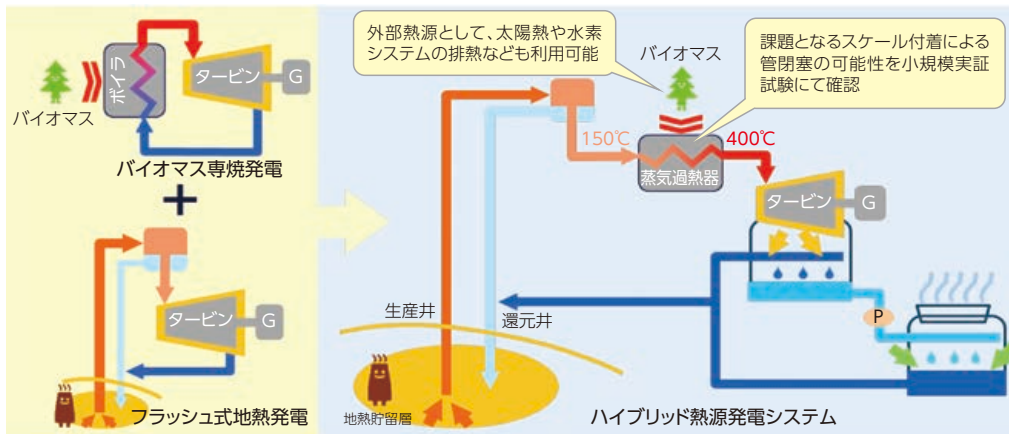 バイオマス
ボイラ
タービン
G
バイオマス専焼発電
+
タービン
G
フラッシュ式地熱発電
外部熱源として、太陽熱や水素
システムの排熱なども利用可能
バイオマス
課題となるスケール付着による
管閉塞の可能性を小規模実証
試験にて確認
150℃
400℃
蒸気過熱器
タービン
G
P
生産井
還元井
地熱貯留層
ハイブリッド熱源発電システム